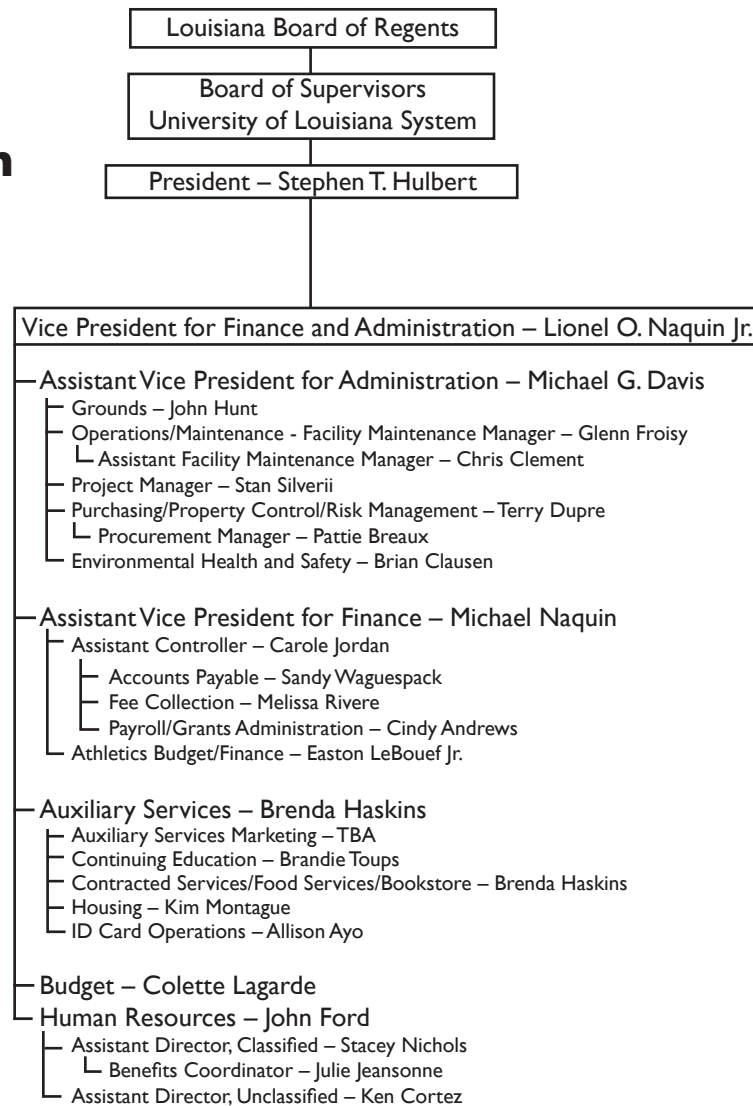 Louisiana Board of Regents
Board of Supervisors
University of Louisiana System
President – Stephen T. Hulbert
Vice President for Finance and Administration – Lionel O. Naquin Jr.
Assistant Vice President for Administration – Michael G. Davis
Grounds – John Hunt
Operations/Maintenance - Facility Maintenance Manager – Glenn Froisy
Assistant Facility Maintenance Manager – Chris Clement
Project Manager – Stan Silverii
Purchasing/Property Control/Risk Management – Terry Dupre
Procurement Manager – Pattie Breaux
Environmental Health and Safety – Brian Clausen
Assistant Vice President for Finance – Michael Naquin
Assistant Controller – Carole Jordan
Accounts Payable – Sandy Waguespack
Fee Collection – Melissa Rivere
Payroll/Grants Administration – Cindy Andrews
Athletics Budget/Finance – Easton LeBouef Jr.
Auxiliary Services – Brenda Haskins
Auxiliary Services Marketing – TBA
Continuing Education – Brandie Toups
Contracted Services/Food Services/Bookstore – Brenda Haskins
Housing – Kim Montague
ID Card Operations – Allison Ayo
Budget – Colette Lagarde
Human Resources – John Ford
Assistant Director, Classified – Stacey Nichols
Benefits Coordinator – Julie Jeansonne
Assistant Director, Unclassified – Ken Cortez